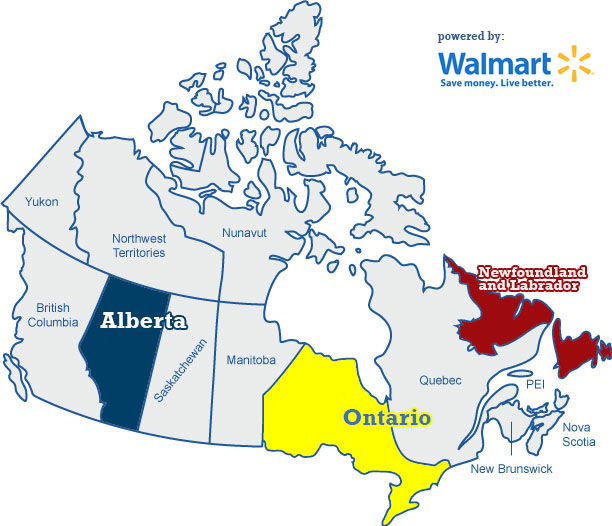 powered by:
Walmart
Save money. Live better.
Yukon
Northwest
Territories
Nunavut
Newfoundland
and Labrador
British
Columbia
Alberta
Saskatchewan
Manitoba
Quebec
PEI
Ontario
Nova
Scotia
New Brunswick